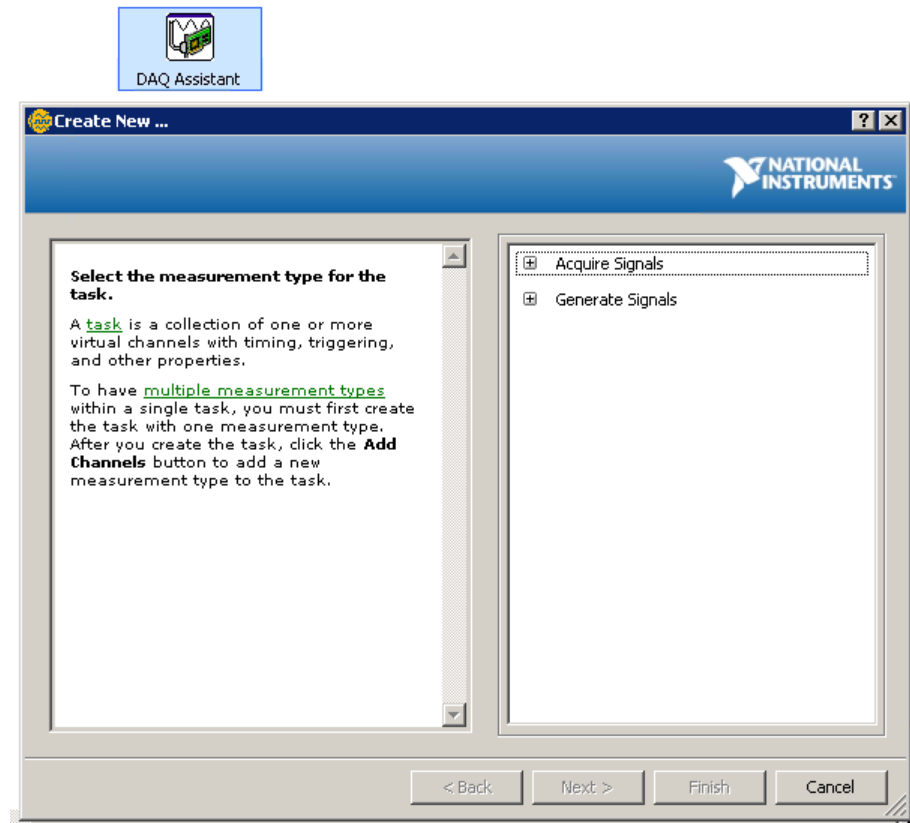 DAQ Assistant
Create New ...
NATIONAL
INSTRUMENTS
Select the measurement type for the
task.
A task is a collection of one or more
virtual channels with timing, triggering,
and other properties.
To have multiple measurement types
within a single task, you must first create
the task with one measurement type.
After you create the task, click the Add
Channels button to add a new
measurement type to the task.
Acquire Signals
Generate Signals
< Back
Next >
Finish
Cancel